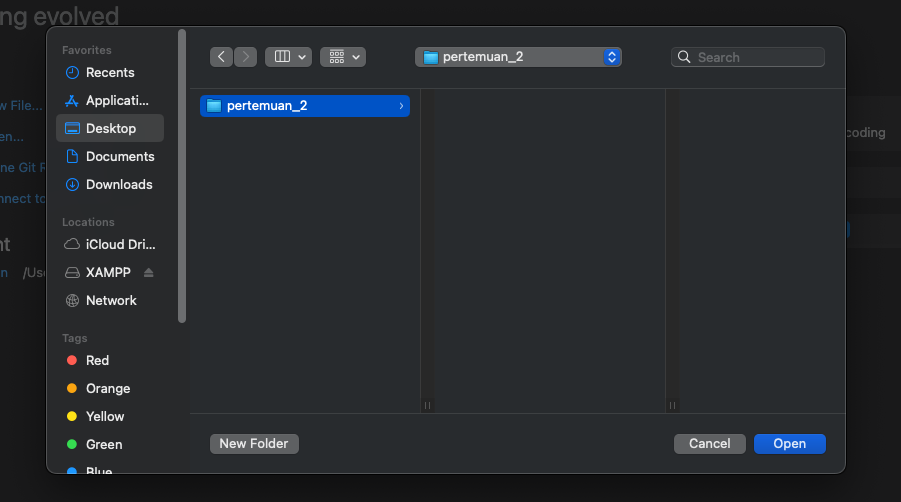 ng evolved
w File...
en...
ne Git R
nnect to
nt
n /Use
coding
Favorites
Recents
Applicati...
Desktop
Documents
Downloads
Locations
iCloud Dri...
XAMPP
Network
Tags
Red
Orange
Yellow
Green
Blue
pertemuan_2
Search
pertemuan_2
New Folder
Cancel
Open